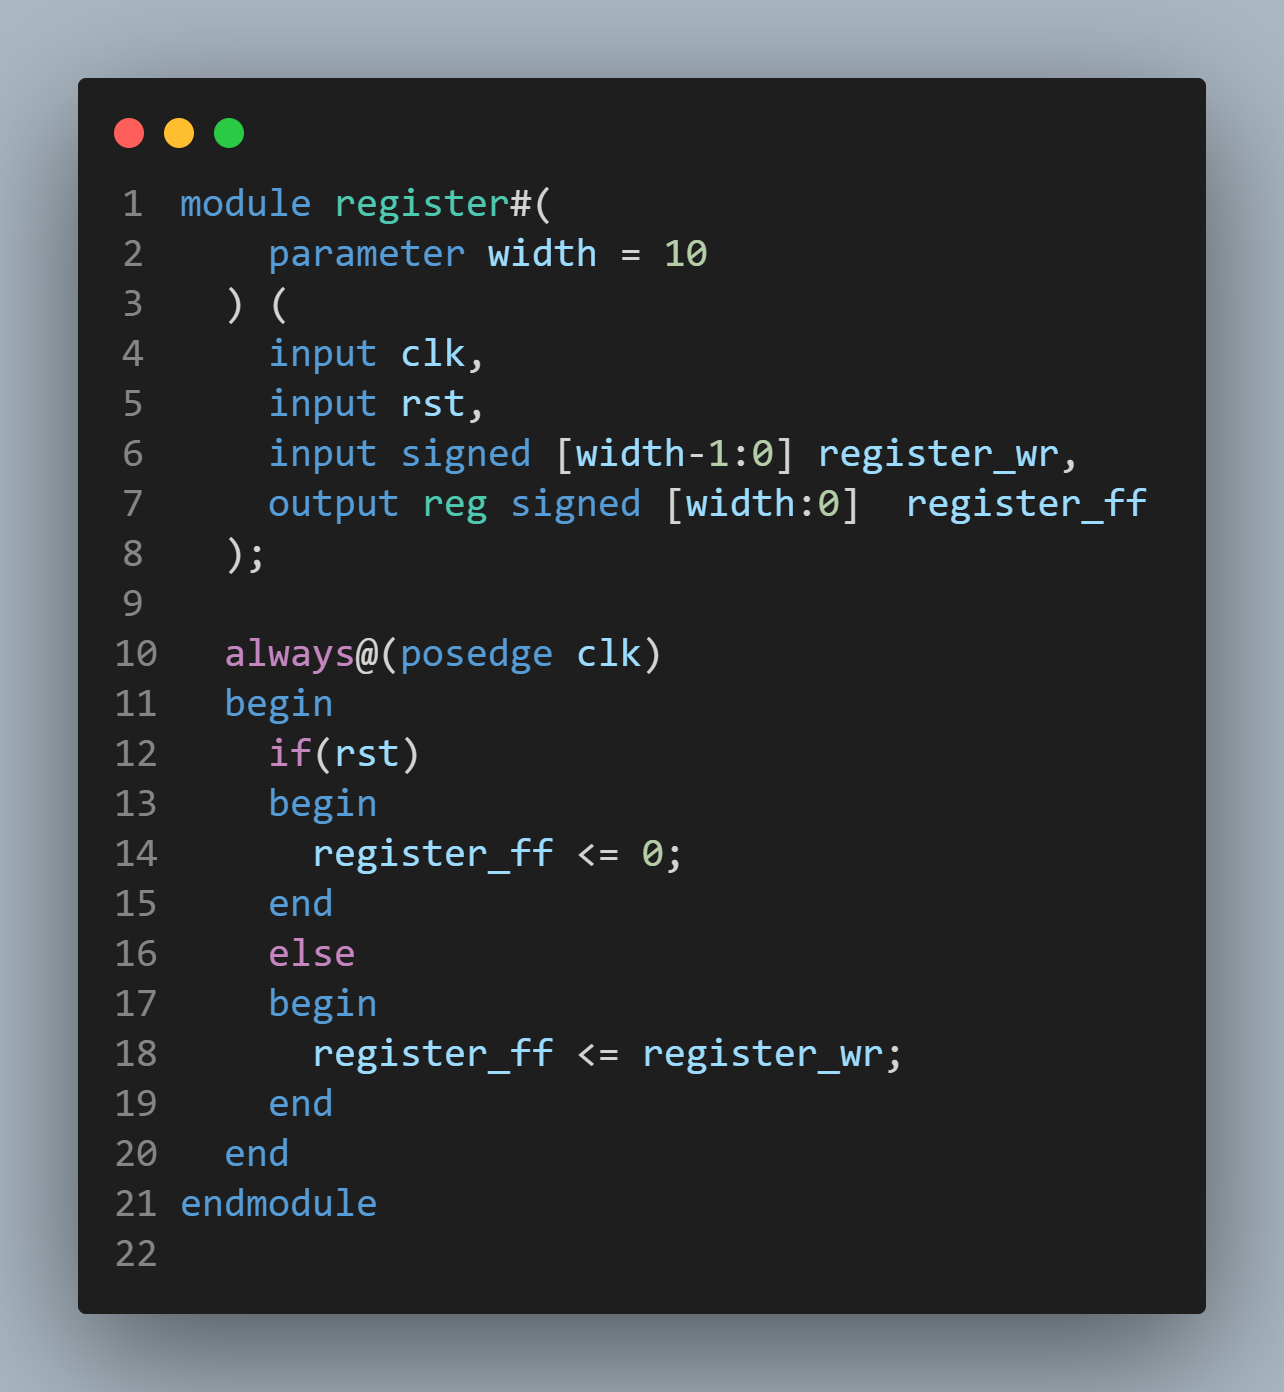 1 module register#(
2     parameter width = 10
3   ) (
4     input clk,
5     input rst,
6     input signed [width-1:0] register_wr,
7     output reg signed [width:0]  register_ff
8   );
9
10   always@(posedge clk)
11   begin
12     if(rst)
13     begin
14       register_ff <= 0;
15     end
16     else
17     begin
18       register_ff <= register_wr;
19     end
20   end
21 endmodule
22